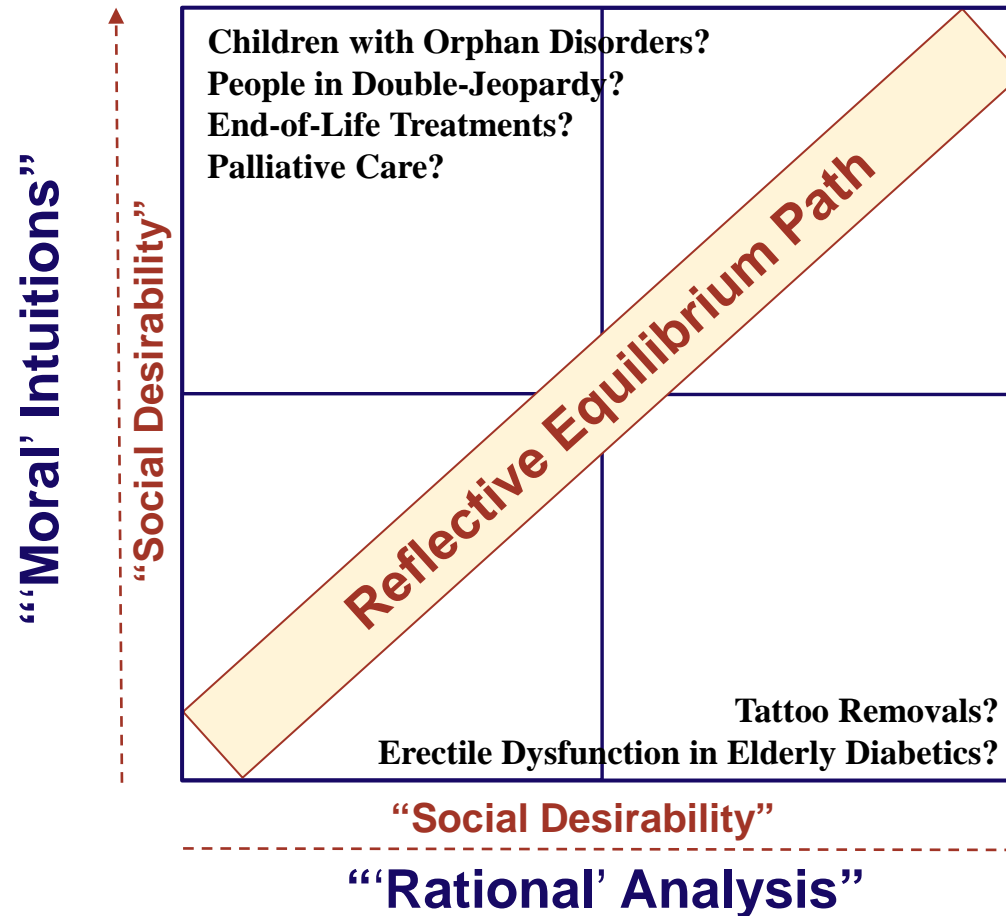 Children with Orphan Disorders?
People in Double-Jeopardy?
End-of-Life Treatments?
Palliative Care?
“‘Moral’ Intuitions”
“Social Desirability”
Reflective Equilibrium Path
Tattoo Removals?
Erectile Dysfunction in Elderly Diabetics?
“Social Desirability”
“‘Rational’ Analysis”